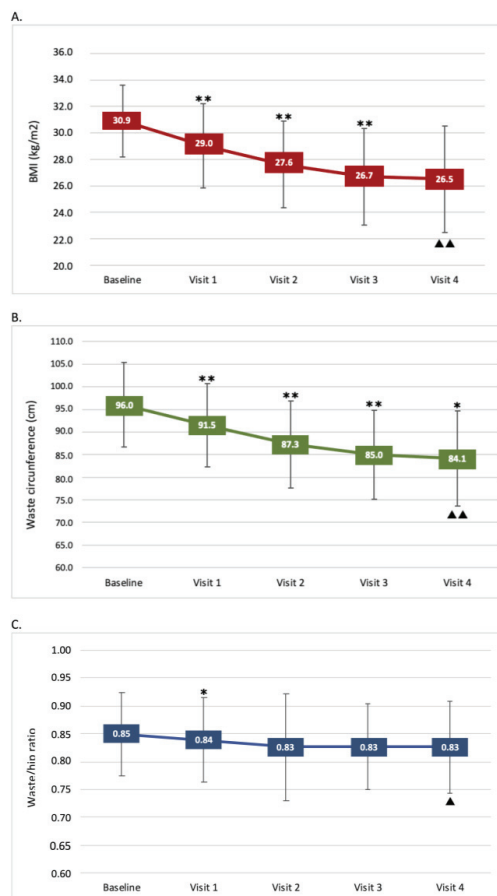 A.
36.0
34.0
32.0
30.0
28.0
26.0
24.0
22.0
20.0
BMI (kg/m2)
** ** **
30.9 29.0 27.6 26.7 26.5
▲▲
Baseline Visit 1 Visit 2 Visit 3 Visit 4
B.
110.0
105.0
100.0
95.0
90.0
85.0
80.0
75.0
70.0
65.0
60.0
Waste circunference (cm)
** ** ** *
96.0 91.5 87.3 85.0 84.1
▲▲
Baseline Visit 1 Visit 2 Visit 3 Visit 4
C.
1.00
0.95
0.90
0.85
0.80
0.75
0.70
0.65
0.60
Waste/hip ratio
*
0.85 0.84 0.83 0.83 0.83
▲
Baseline Visit 1 Visit 2 Visit 3 Visit 4